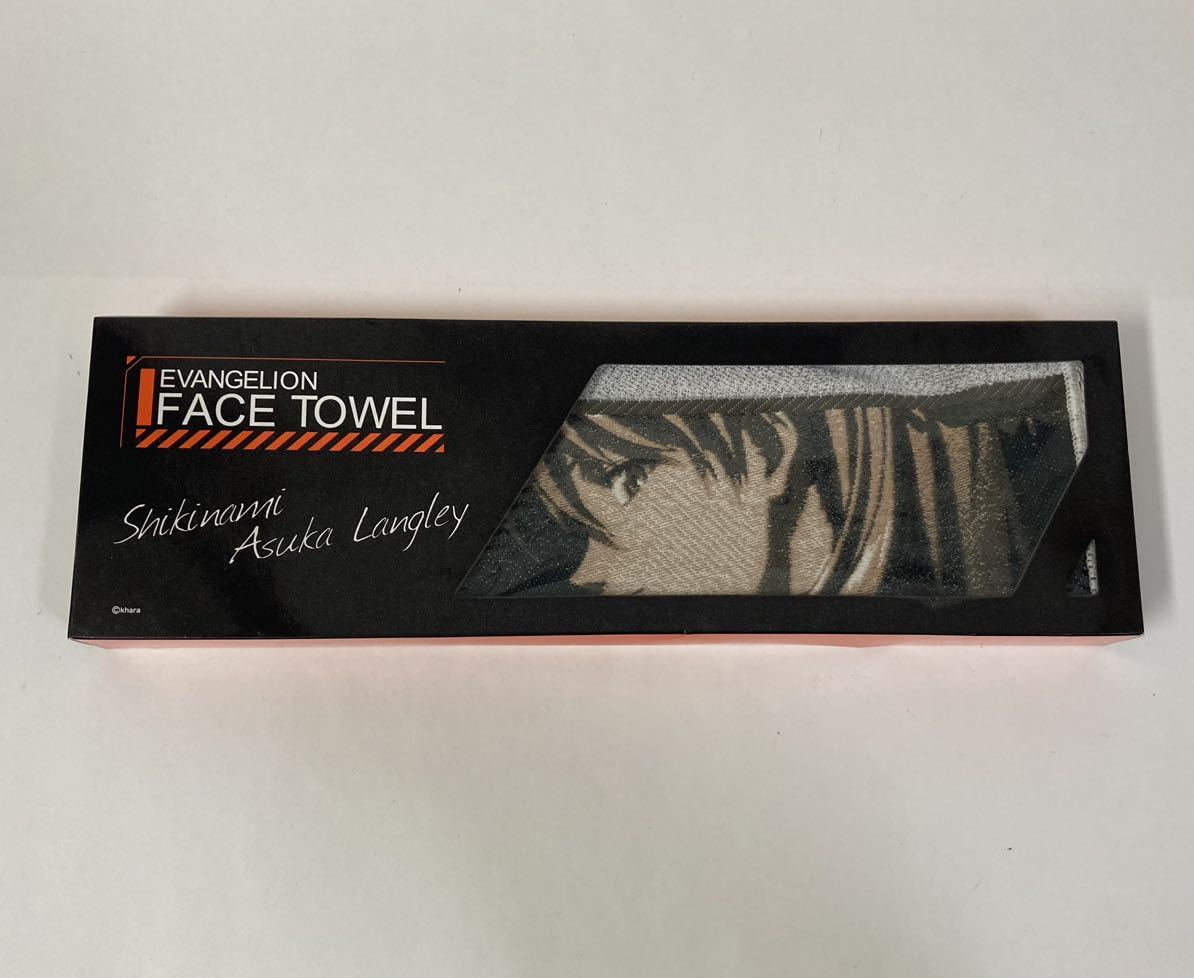 EVANGELION
FACE TOWEL
Shikinami
Asuka Langley
©khara